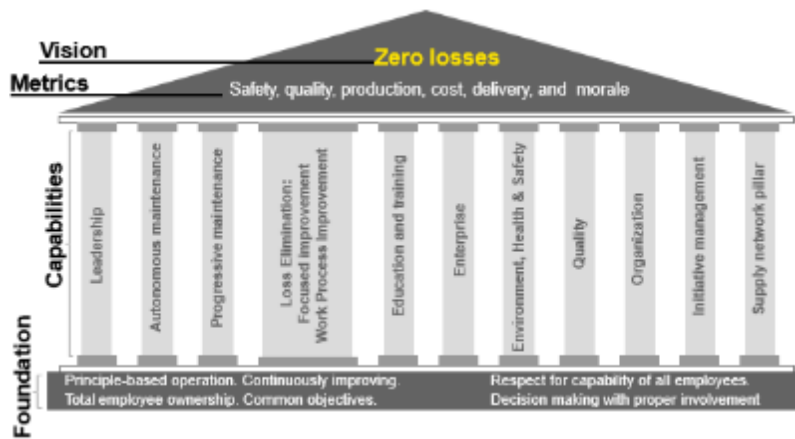 Vision
Zero losses
Metrics
Safety, quality, production, cost, delivery, and morale
Capabilities
Leadership
Autonomous maintenance
Progressive maintenance
Loss Elimination:
Focused improvement
Work Process Improvement
Education and training
Enterprise
Environment, Health & Safety
Quality
Organization
Initiative management
Supply network pillar
Foundation
Principle-based operation. Continuously improving.
Total employee ownership. Common objectives.
Respect for capability of all employees.
Decision making with proper involvement